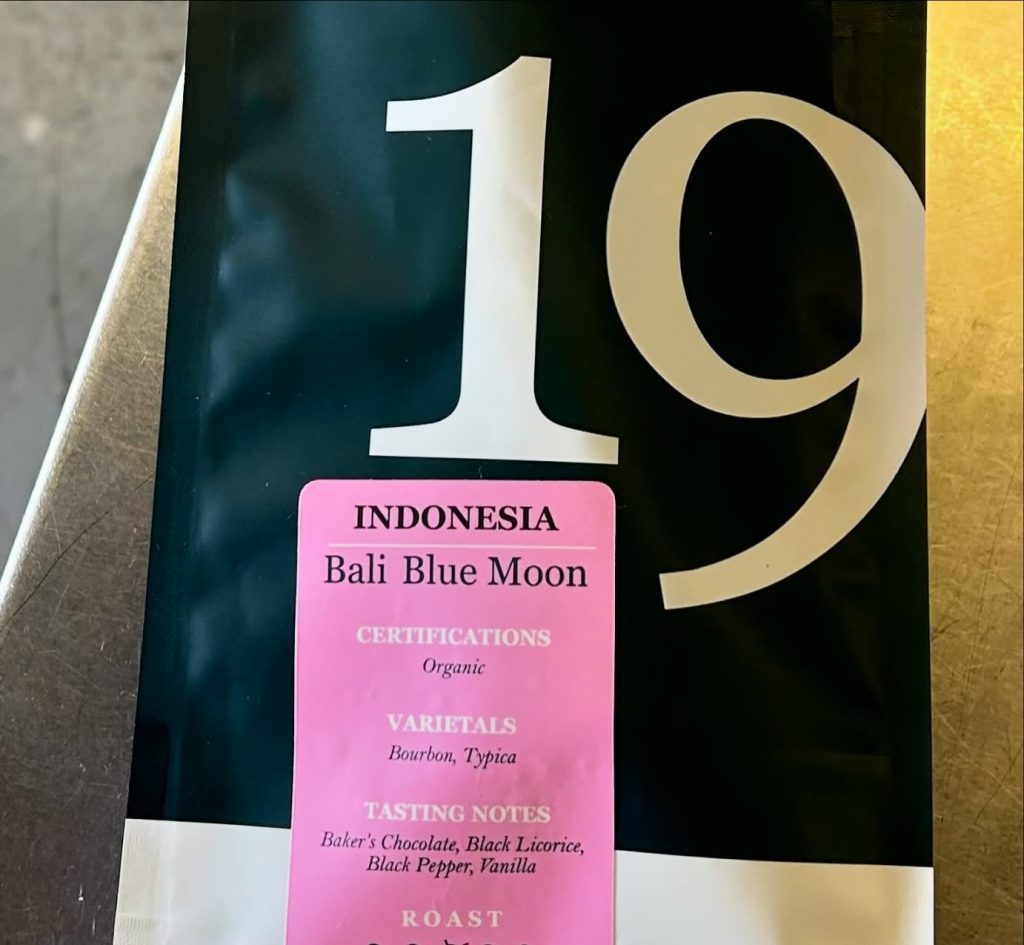 19
INDONESIA
Bali Blue Moon
CERTIFICATIONS
Organic
VARIETALS
Bourbon, Typica
TASTING NOTES
Baker's Chocolate, Black Licorice,
Black Pepper, Vanilla
ROAST